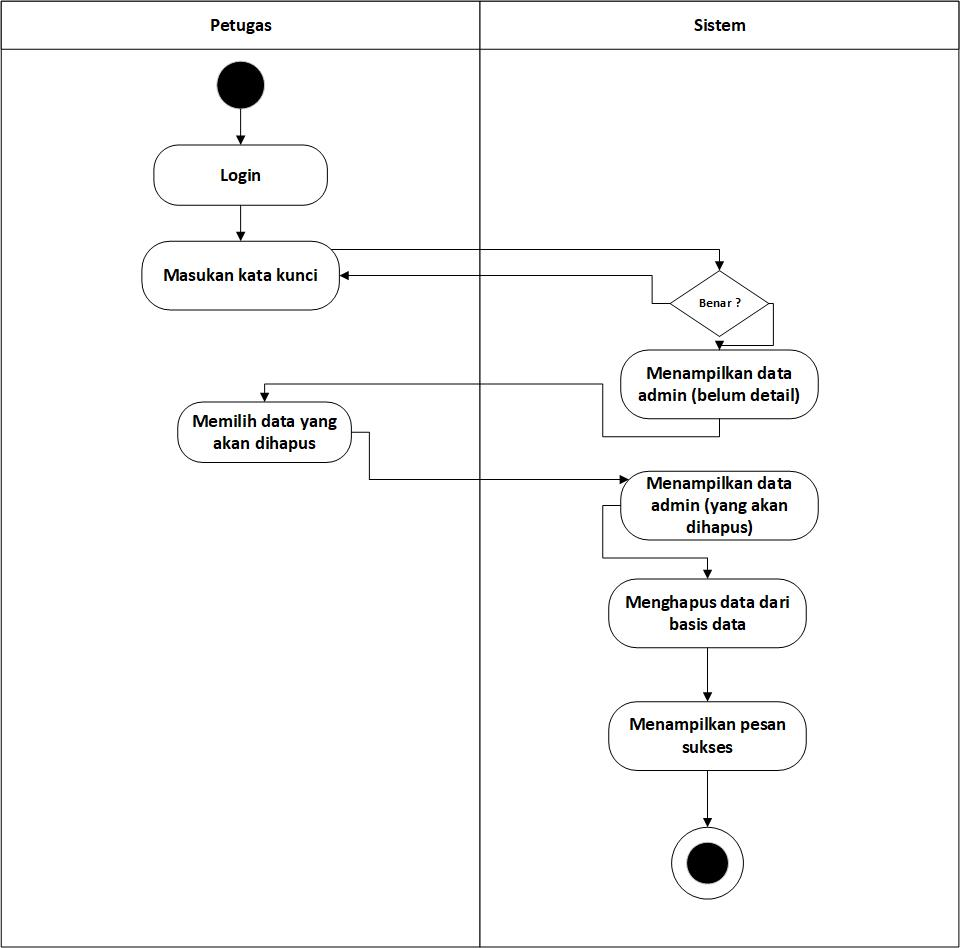 Petugas
Sistem
Login
Masukan kata kunci
Benar ?
Menampilkan data
admin (belum detail)
Memilih data yang
akan dihapus
Menampilkan data
admin (yang akan
dihapus)
Menghapus data dari
basis data
Menampilkan pesan
sukses